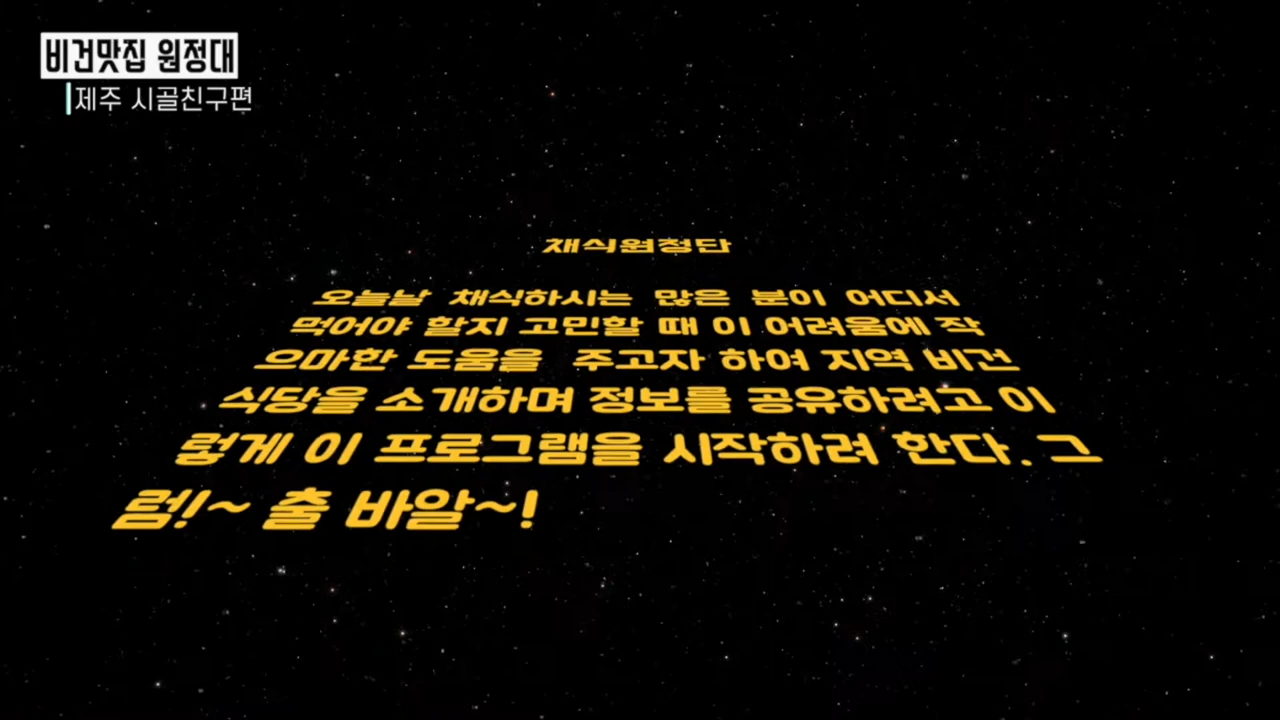 비건맛집 원정대
제주 시골친구편
채식원정단
오늘날 채식하시는 많은 분이 어디서
먹어야 할지 고민할 때 이 어려움에 작
으마한 도움을 주고자 하여 지역 비건
식당을 소개하며 정보를 공유하려고 이
렇게 이 프로그램을 시작하려 한다. 그
럼!~ 출 바알~!